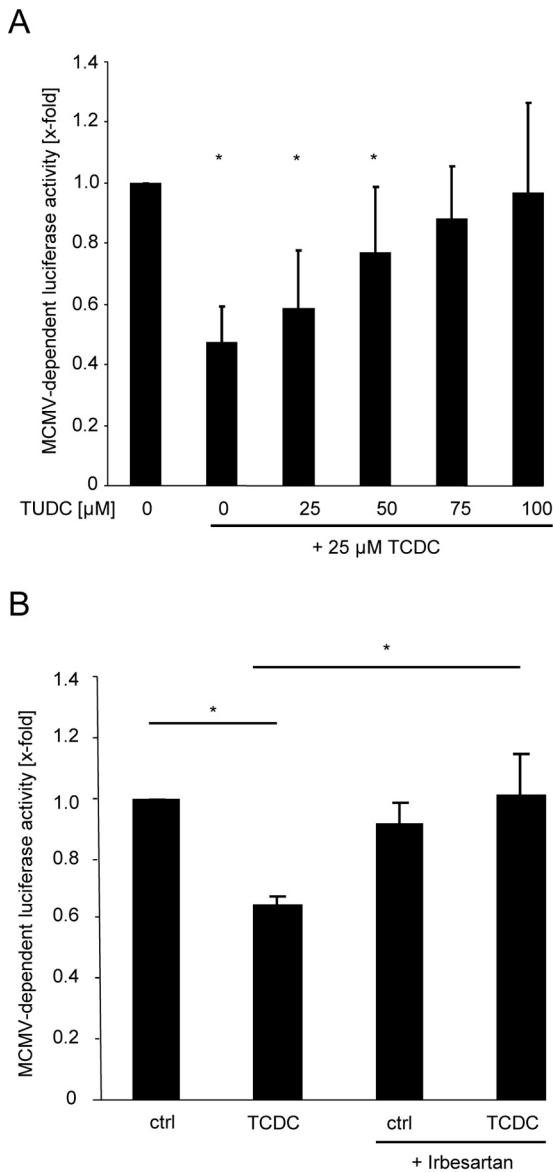 A
MCMV-dependent luciferase activity [x-fold]
1.4
1.2
1.0
0.8
0.6
0.4
0.2
0
* * *
TUDC [µM] 0 0 25 50 75 100
+ 25 µM TCDC
B
MCMV-dependent luciferase activity [x-fold]
1.4
1.2
1.0
0.8
0.6
0.4
0.2
0
*
*
ctrl TCDC ctrl TCDC
+ Irbesartan